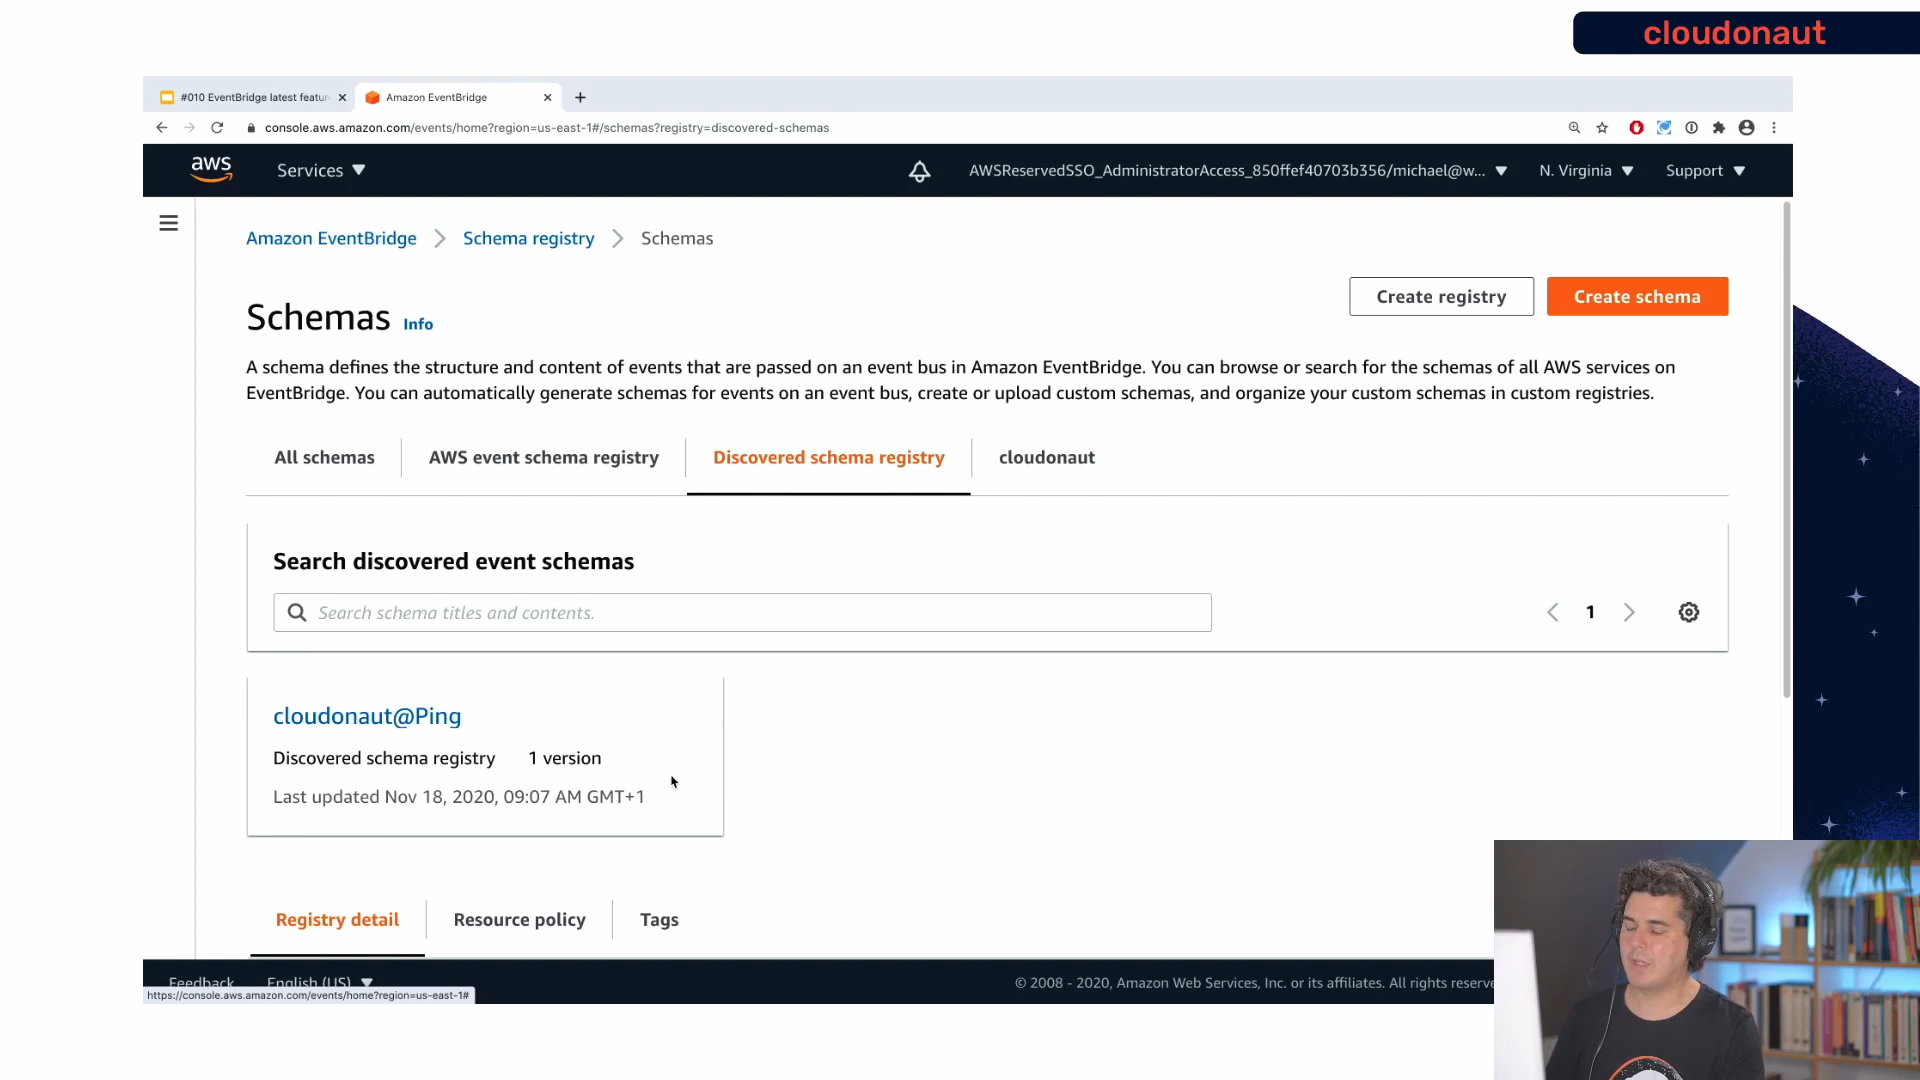 cloudonaut
#010 EventBridge latest featur
Amazon EventBridge
console.aws.amazon.com/events/home?region=us-east-1#/schemas?registry=discovered-schemas
aws
Services
AWSReservedSSO_AdministratorAccess_850ffef40703b356/michael@w...
N. Virginia
Support
Amazon EventBridge
Schema registry
Schemas
Create registry
Create schema
Schemas Info
A schema defines the structure and content of events that are passed on an event bus in Amazon EventBridge. You can browse or search for the schemas of all AWS services on
EventBridge. You can automatically generate schemas for events on an event bus, create or upload custom schemas, and organize your custom schemas in custom registries.
All schemas
AWS event schema registry
Discovered schema registry
cloudonaut
Search discovered event schemas
Search schema titles and contents.
1
cloudonaut@Ping
Discovered schema registry 1 version
Last updated Nov 18, 2020, 09:07 AM GMT+1
Registry detail
Resource policy
Tags
Feedback
English (US)
© 2008 - 2020, Amazon Web Services, Inc. or its affiliates. All rights reserve
https://console.aws.amazon.com/events/home?region=us-east-1#